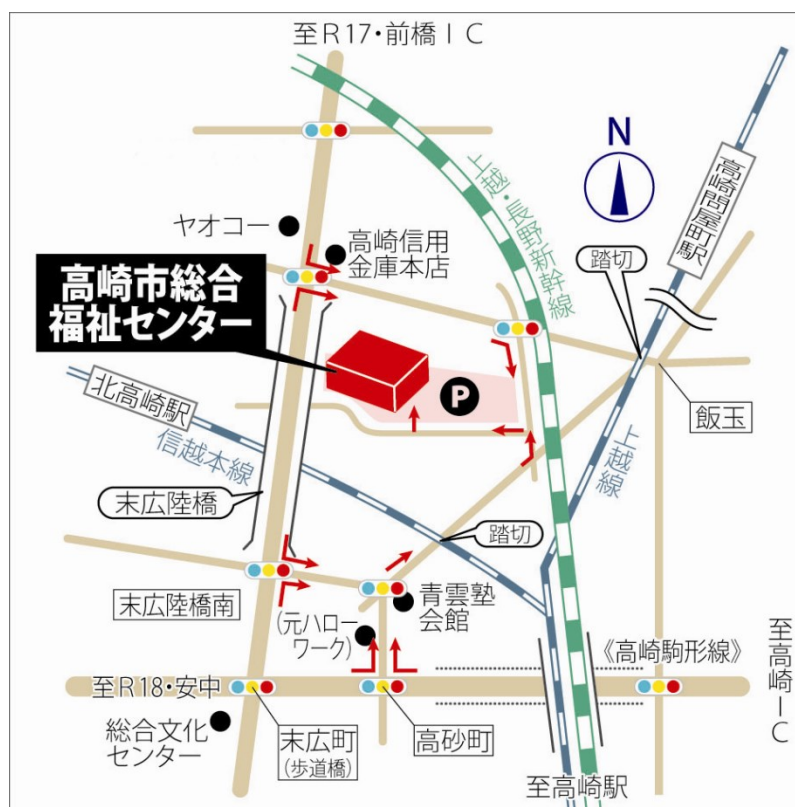 至R17・前橋IC
N
上越・長野新幹線
高崎問屋町駅
ヤオコー
高崎信用
金庫本店
踏切
高崎市総合
福祉センター
P
北高崎駅
信越本線
飯玉
上越線
末広陸橋
踏切
末広陸橋南
青雲塾
会館
(元ハロー
ワーク)
《高崎駒形線》
至高崎IC
至R18・安中
総合文化
センター
末広町
(歩道橋)
高砂町
至高崎駅